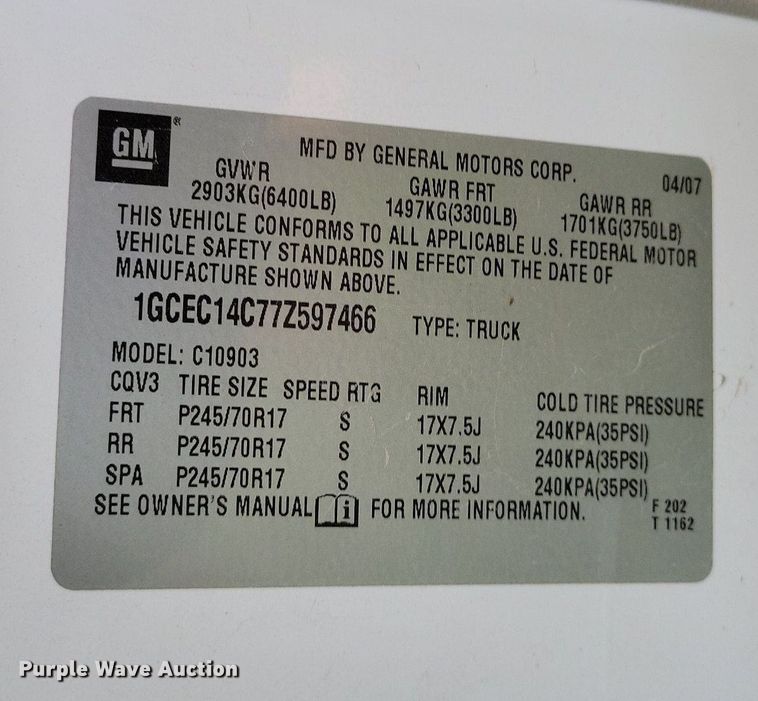 GM ®
MFD BY GENERAL MOTORS CORP. 04/07
GVWR GAWR FRT GAWR RR
2903KG(6400LB) 1497KG(3300LB) 1701KG(3750LB)
THIS VEHICLE CONFORMS TO ALL APPLICABLE U.S. FEDERAL MOTOR
VEHICLE SAFETY STANDARDS IN EFFECT ON THE DATE OF
MANUFACTURE SHOWN ABOVE.
1GCEC14C77Z597466 TYPE: TRUCK
MODEL: C10903
CQV3 TIRE SIZE SPEED RTG RIM COLD TIRE PRESSURE
FRT P245/70R17 S 17X7.5J 240KPA(35PSI)
RR P245/70R17 S 17X7.5J 240KPA(35PSI)
SPA P245/70R17 S 17X7.5J 240KPA(35PSI)
SEE OWNER'S MANUAL i FOR MORE INFORMATION.
F 202
T 1162
Purple Wave Auction